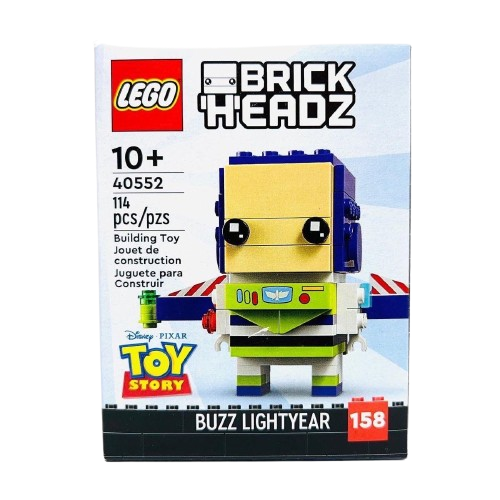 LEGO
BRICK
HEADZ
10+
40552
114
pcs/pzs
Building Toy
Jouet de
construction
Juguete para
Construir
Disney • PIXAR
TOY
STORY
BUZZ LIGHTYEAR
158